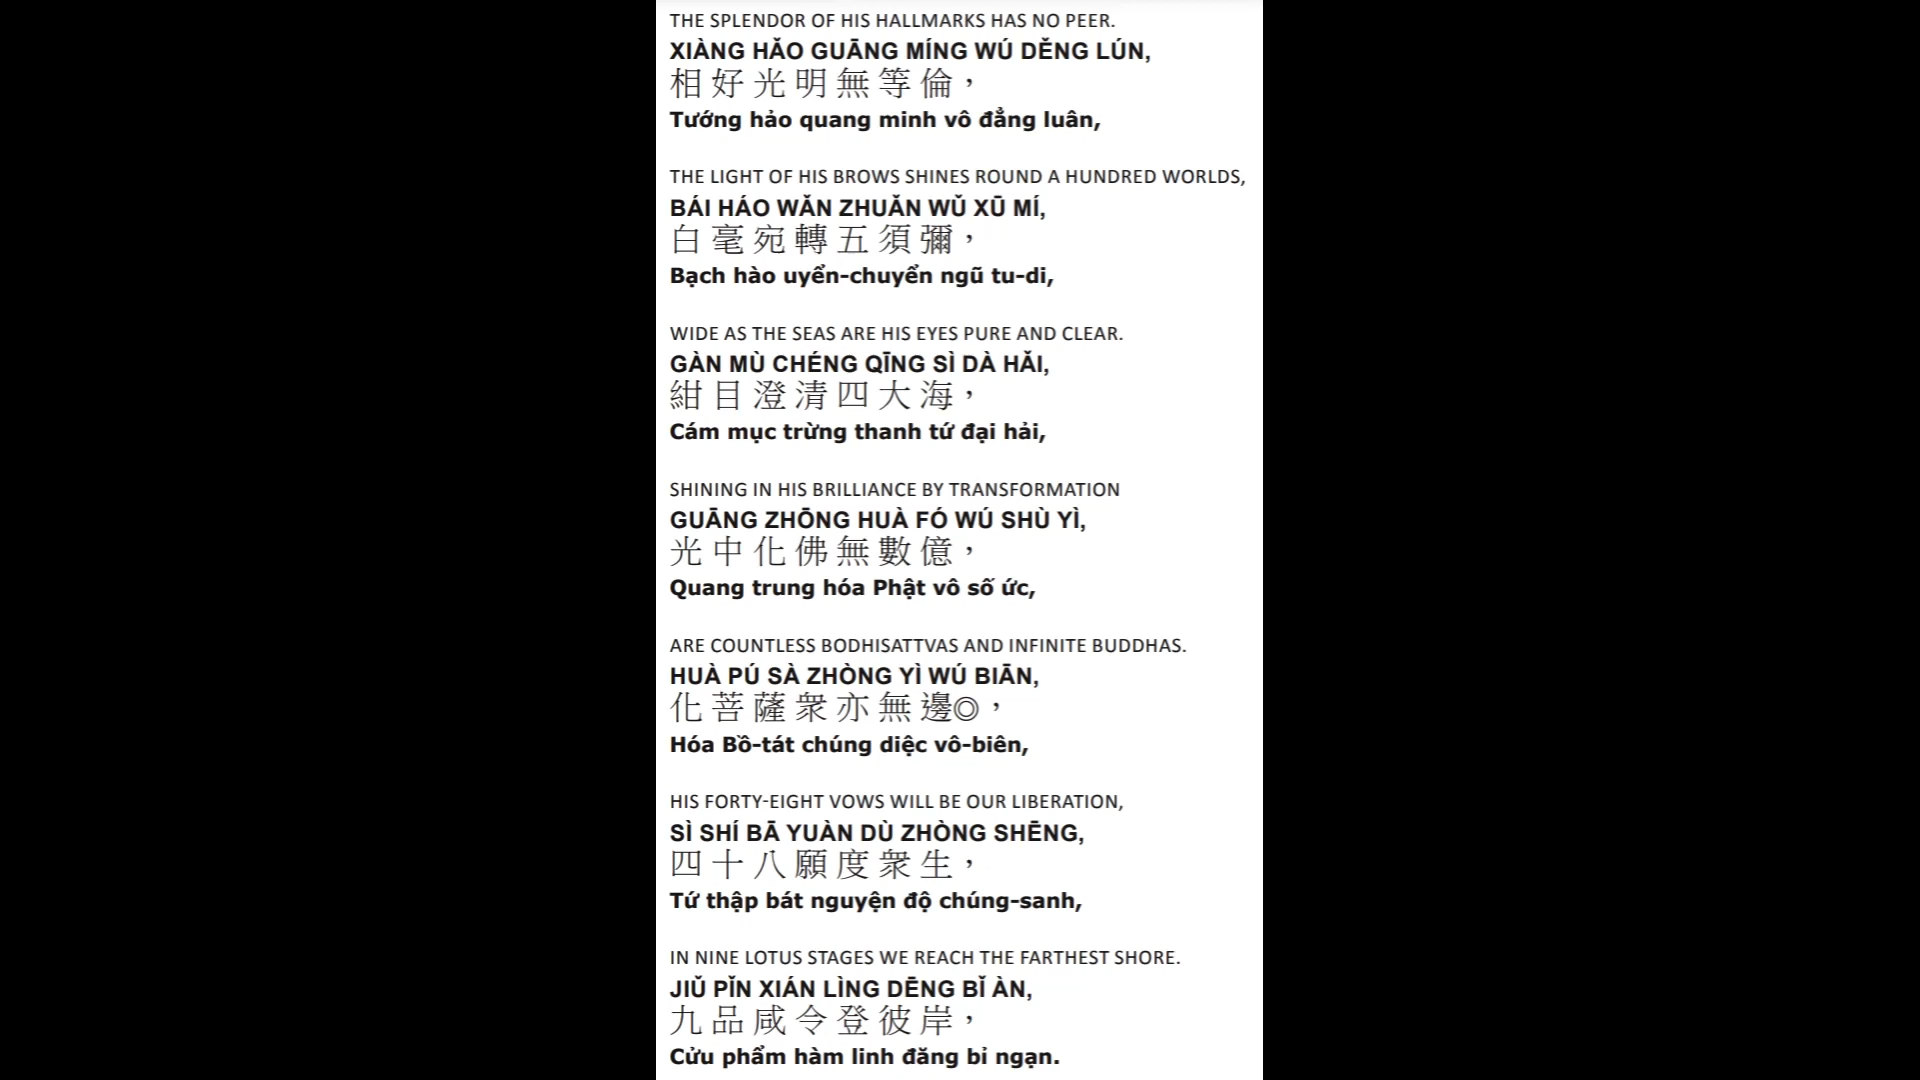 THE SPLENDOR OF HIS HALLMARKS HAS NO PEER.
XIÀNG HǍO GUĀNG MÍNG WÚ DĚNG LÚN,
相好光明無等倫，
Tướng hảo quang minh vô đẳng luân,
THE LIGHT OF HIS BROWS SHINES ROUND A HUNDRED WORLDS,
BÁI HÁO WǍN ZHUǍN WǓ XŪ MÍ,
白毫宛轉五須彌，
Bạch hào uyển-chuyển ngũ tu-di,
WIDE AS THE SEAS ARE HIS EYES PURE AND CLEAR.
GÀN MÙ CHÉNG QĪNG SÌ DÀ HǍI,
紺目澄清四大海，
Cám mục trừng thanh tứ đại hải,
SHINING IN HIS BRILLIANCE BY TRANSFORMATION
GUĀNG ZHŌNG HUÀ FÓ WÚ SHÙ YÌ,
光中化佛無數億，
Quang trung hóa Phật vô số ức,
ARE COUNTLESS BODHISATTVAS AND INFINITE BUDDHAS.
HUÀ PÚ SÀ ZHÒNG YÌ WÚ BIĀN,
化菩薩衆亦無邊◎，
Hóa Bồ-tát chúng diệc vô-biên,
HIS FORTY-EIGHT VOWS WILL BE OUR LIBERATION,
SÌ SHÍ BĀ YUÀN DÙ ZHÒNG SHĒNG,
四十八願度衆生，
Tứ thập bát nguyện độ chúng-sanh,
IN NINE LOTUS STAGES WE REACH THE FARTHEST SHORE.
JIǓ PǏN XIÁN LÌNG DĒNG BǏ ÀN,
九品咸令登彼岸，
Cửu phẩm hàm linh đăng bỉ ngạn.